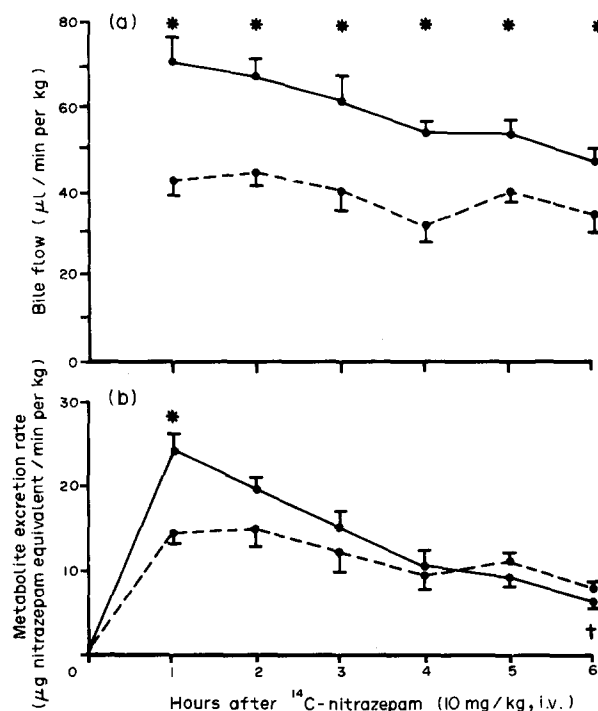 (a)
* * * * * *
80
60
40
20
0
Bile flow (μl / min per kg)
(b)
*
30
20
10
0
Metabolite excretion rate
(μg nitrazepam equivalent / min per kg)
†
1 2 3 4 5 6
Hours after ¹⁴C-nitrazepam (10 mg/kg, i.v.)